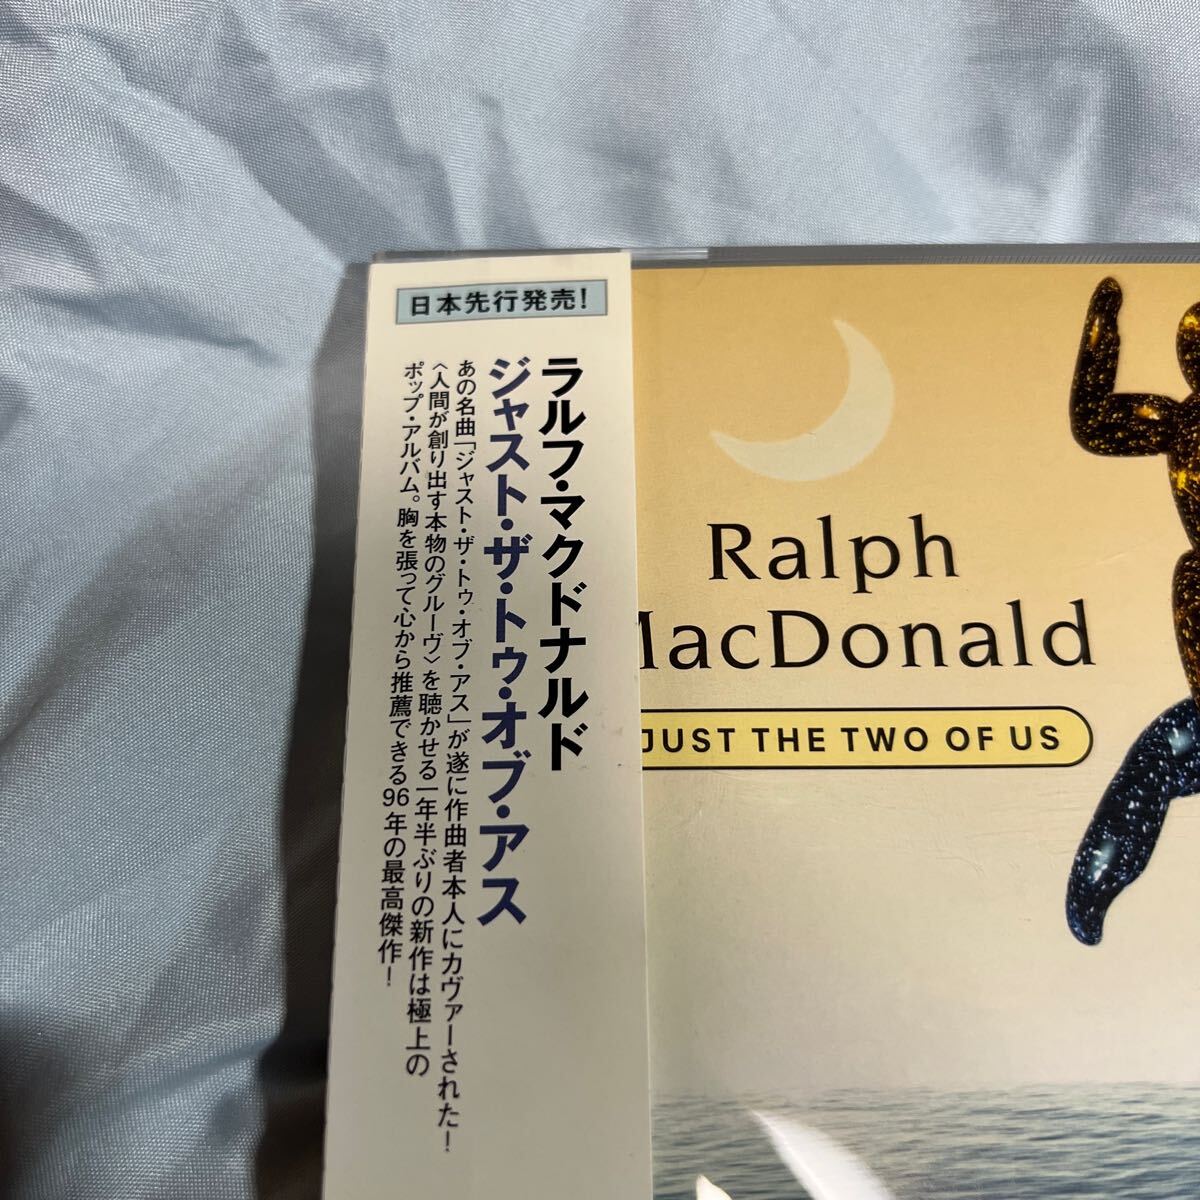 日本先行発売!
ラルフ・マクドナルド
ジャスト・ザ・トゥ・オブ・アス
あの名曲「ジャスト・ザ・トゥ・オブ・アス」が遂に作曲者本人にカヴァーされた!
〈人間が創り出す本物のグルーヴ〉を聴かせる一年半ぶりの新作は極上の
ポップ・アルバム。胸を張って心から推薦できる96年の最高傑作!
Ralph
MacDonald
JUST THE TWO OF US